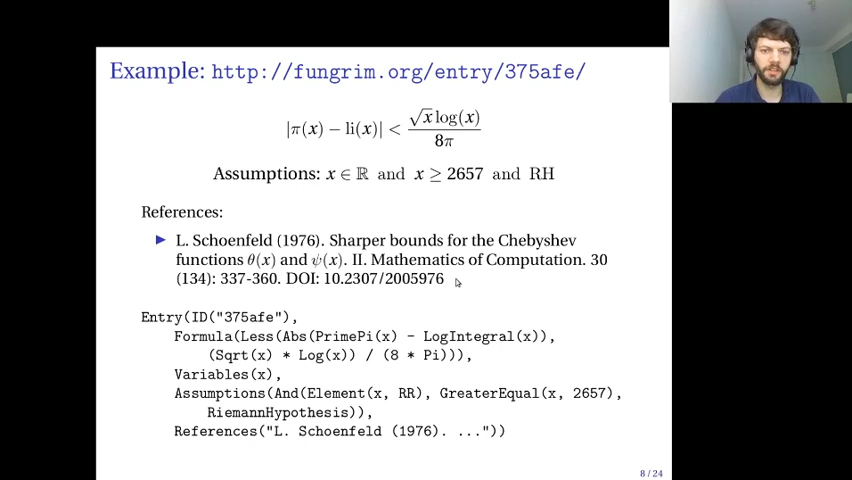 Example: http://fungrim.org/entry/375afe/
|π(x) − li(x)| < √x log(x) / 8π
Assumptions: x ∈ ℝ and x ≥ 2657 and RH
References:
▶ L. Schoenfeld (1976). Sharper bounds for the Chebyshev
functions θ(x) and ψ(x). II. Mathematics of Computation. 30
(134): 337-360. DOI: 10.2307/2005976
Entry(ID("375afe"),
Formula(Less(Abs(PrimePi(x) - LogIntegral(x)),
(Sqrt(x) * Log(x)) / (8 * Pi))),
Variables(x),
Assumptions(And(Element(x, RR), GreaterEqual(x, 2657),
RiemannHypothesis)),
References("L. Schoenfeld (1976). ..."))
8 / 24